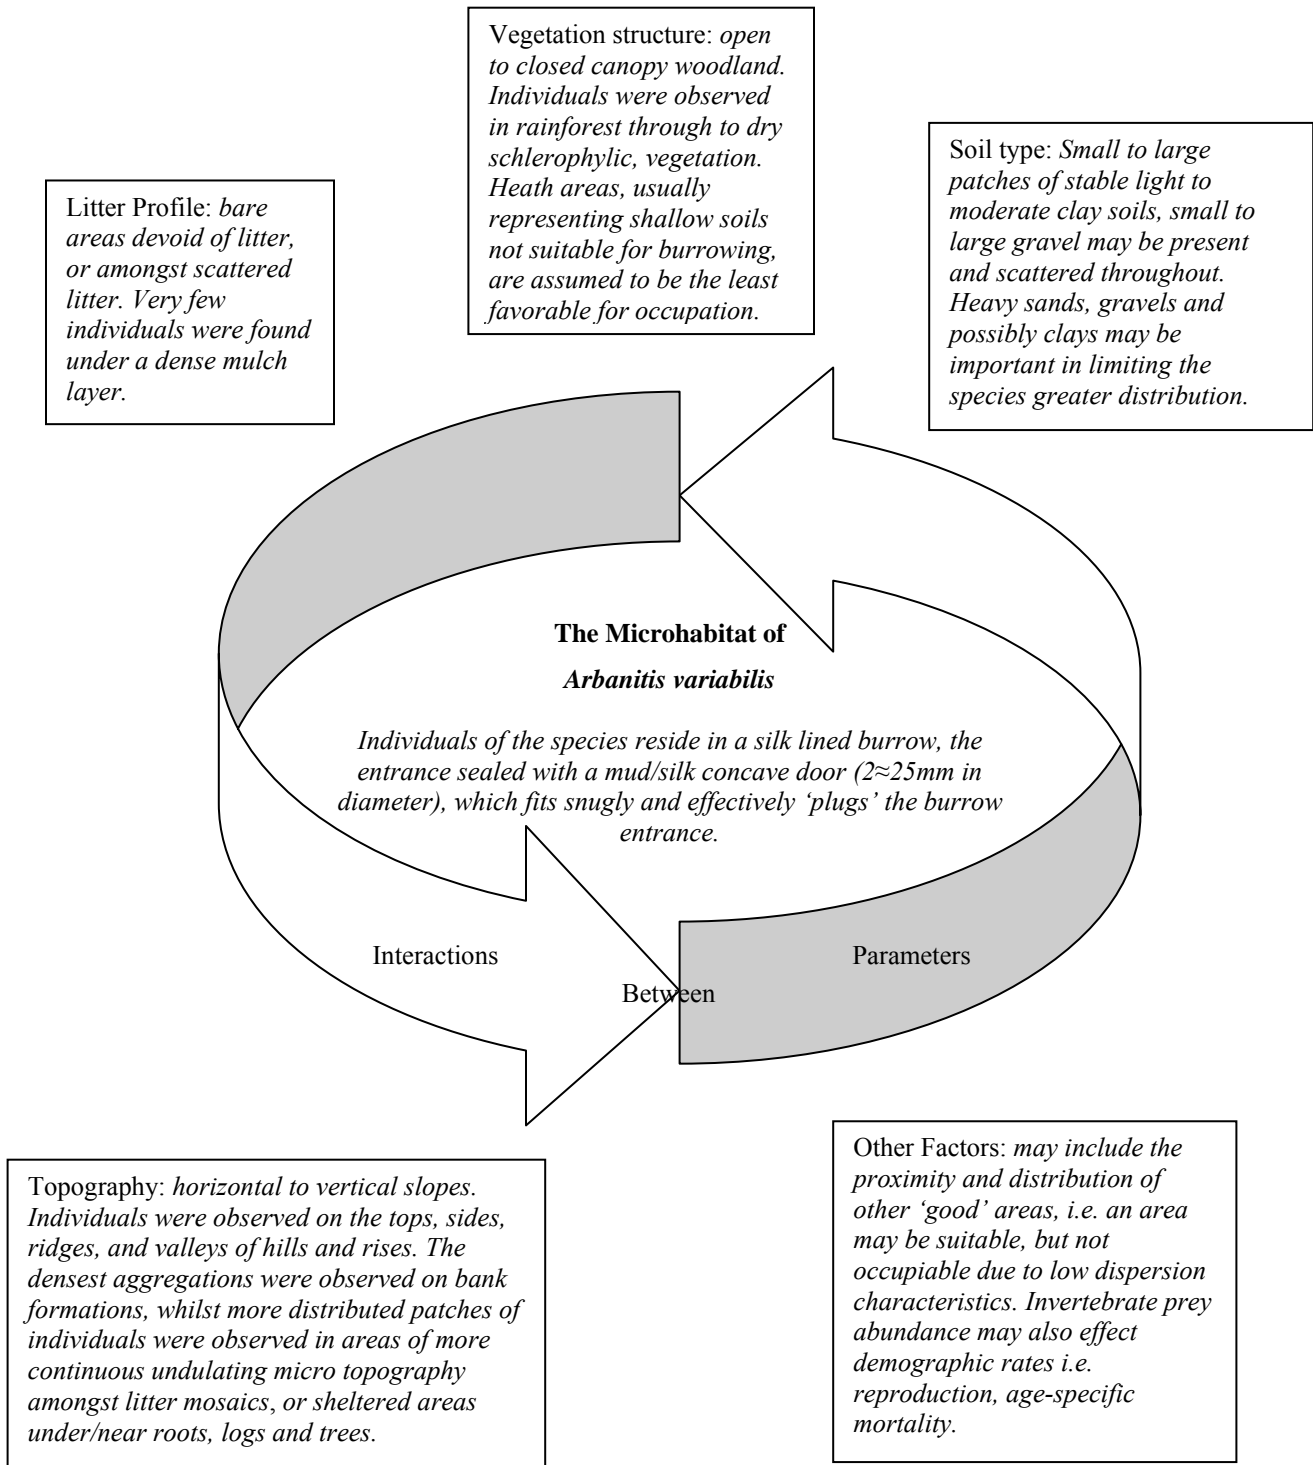 Vegetation structure: open
to closed canopy woodland.
Individuals were observed
in rainforest through to dry
schlerophylic, vegetation.
Heath areas, usually
representing shallow soils
not suitable for burrowing,
are assumed to be the least
favorable for occupation.
Soil type: Small to large
patches of stable light to
moderate clay soils, small to
large gravel may be present
and scattered throughout.
Heavy sands, gravels and
possibly clays may be
important in limiting the
species greater distribution.
Litter Profile: bare
areas devoid of litter,
or amongst scattered
litter. Very few
individuals were found
under a dense mulch
layer.
The Microhabitat of
Arbanitis variabilis
Individuals of the species reside in a silk lined burrow, the
entrance sealed with a mud/silk concave door (2≈25mm in
diameter), which fits snugly and effectively ‘plugs’ the burrow
entrance.
Interactions
Between
Parameters
Topography: horizontal to vertical slopes.
Individuals were observed on the tops, sides,
ridges, and valleys of hills and rises. The
densest aggregations were observed on bank
formations, whilst more distributed patches of
individuals were observed in areas of more
continuous undulating micro topography
amongst litter mosaics, or sheltered areas
under/near roots, logs and trees.
Other Factors: may include the
proximity and distribution of
other ‘good’ areas, i.e. an area
may be suitable, but not
occupiable due to low dispersion
characteristics. Invertebrate prey
abundance may also effect
demographic rates i.e.
reproduction, age-specific
mortality.